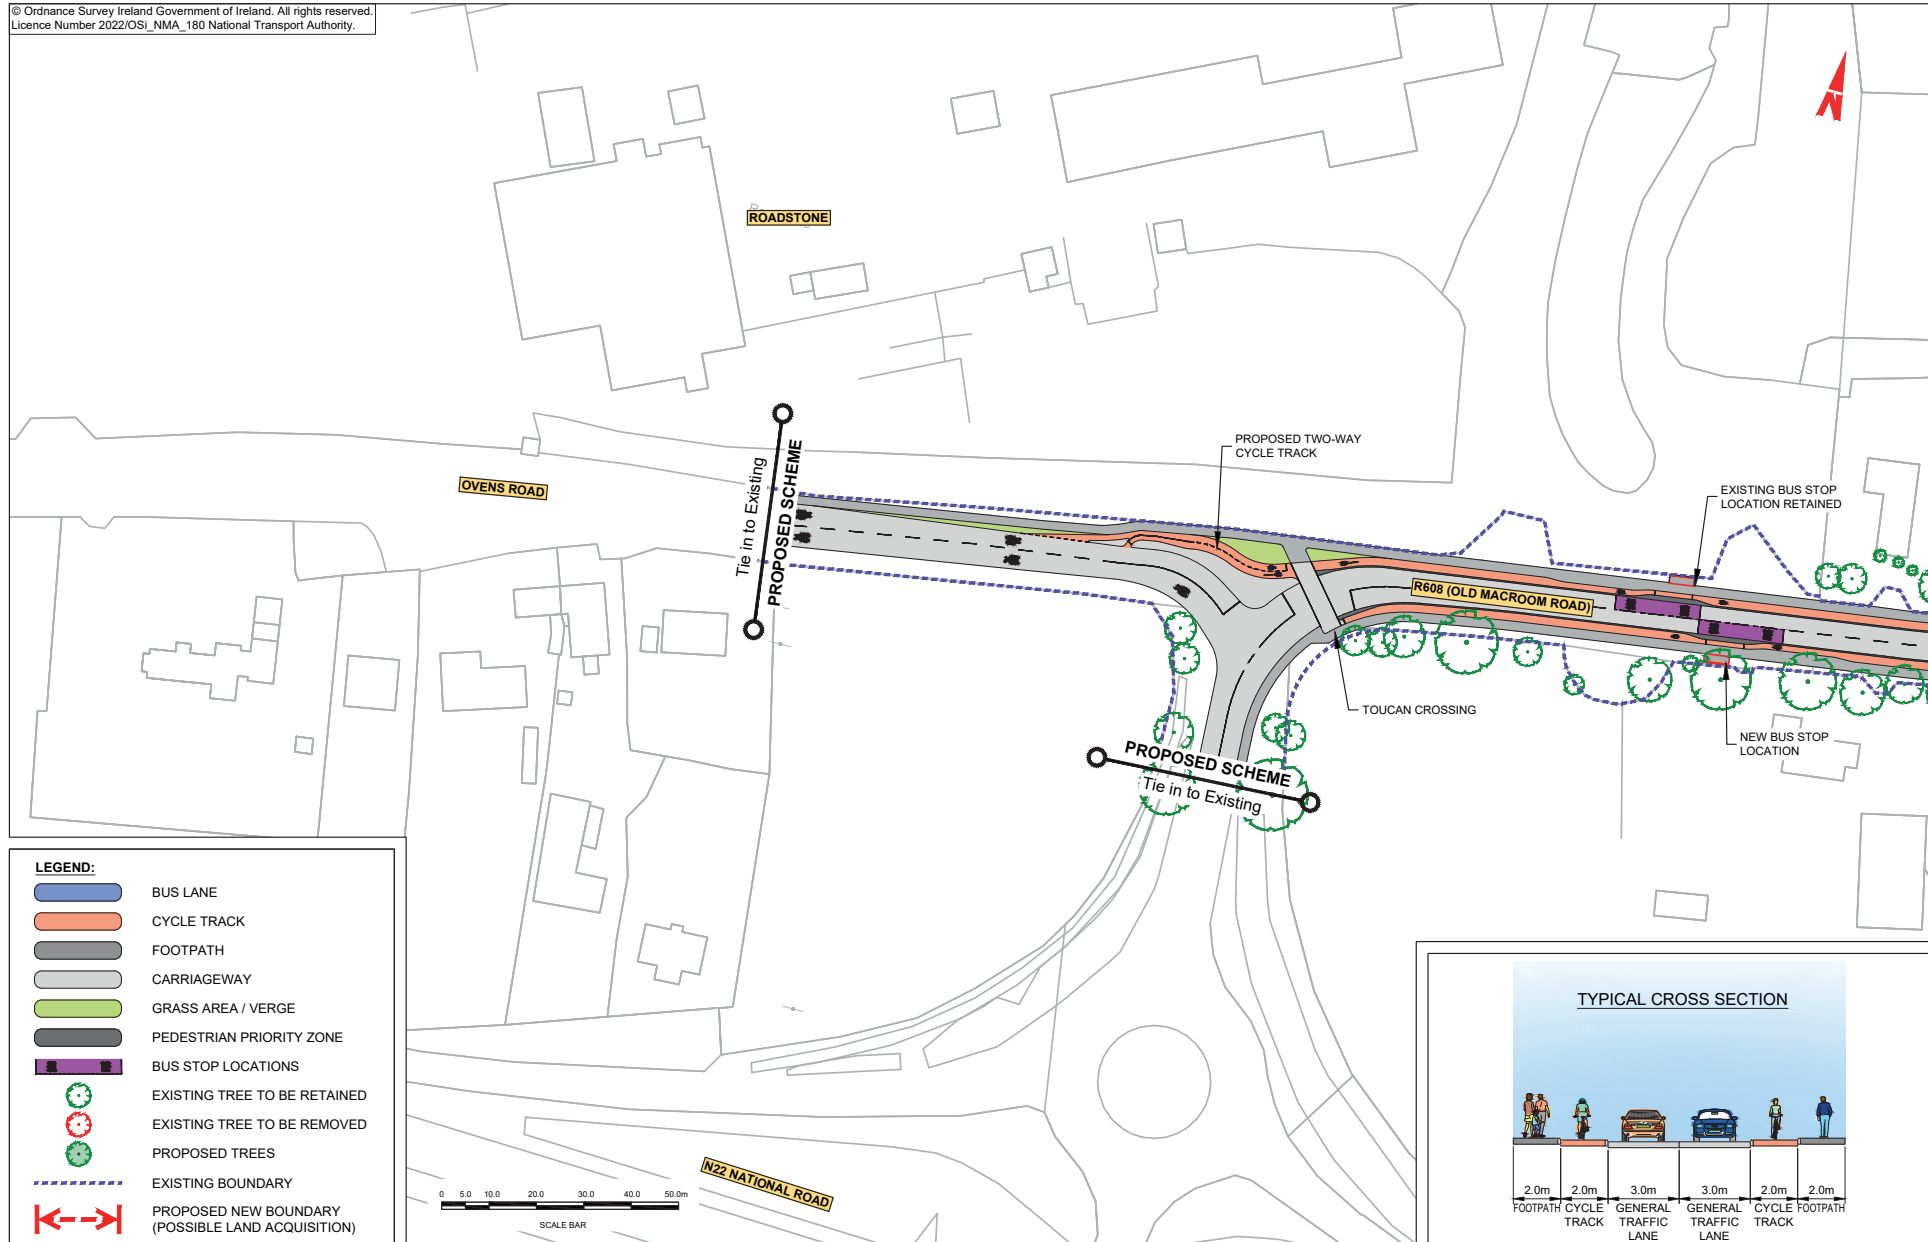 © Ordnance Survey Ireland Government of Ireland. All rights reserved.
Licence Number 2022/OSi_NMA_180 National Transport Authority.
N
ROADSTONE
OVENS ROAD
Tie in to Existing
PROPOSED SCHEME
PROPOSED TWO-WAY
CYCLE TRACK
EXISTING BUS STOP
LOCATION RETAINED
R608 (OLD MACROOM ROAD)
TOUCAN CROSSING
NEW BUS STOP
LOCATION
PROPOSED SCHEME
Tie in to Existing
N22 NATIONAL ROAD
LEGEND:
BUS LANE
CYCLE TRACK
FOOTPATH
CARRIAGEWAY
GRASS AREA / VERGE
PEDESTRIAN PRIORITY ZONE
BUS STOP LOCATIONS
EXISTING TREE TO BE RETAINED
EXISTING TREE TO BE REMOVED
PROPOSED TREES
EXISTING BOUNDARY
PROPOSED NEW BOUNDARY
(POSSIBLE LAND ACQUISITION)
0 5.0 10.0 20.0 30.0 40.0 50.0m
SCALE BAR
TYPICAL CROSS SECTION
2.0m 2.0m 3.0m 3.0m 2.0m 2.0m
FOOTPATH CYCLE GENERAL GENERAL CYCLE FOOTPATH
TRACK TRAFFIC TRAFFIC TRACK
LANE LANE